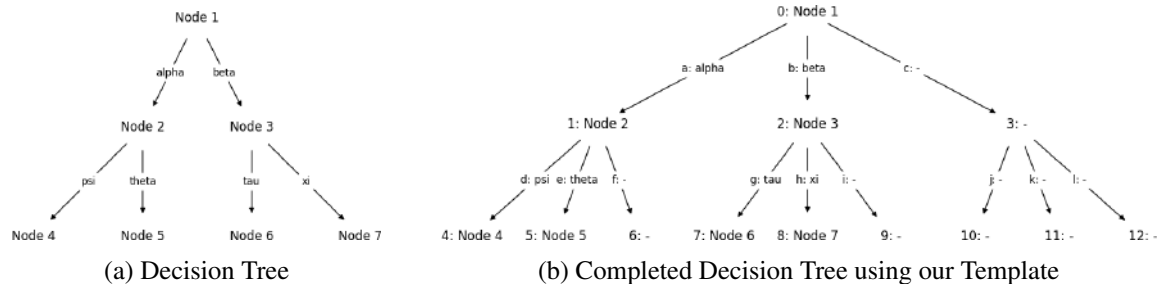 Node 1
alpha beta
Node 2 Node 3
psi theta tau xi
Node 4 Node 5 Node 6 Node 7
(a) Decision Tree
0: Node 1
a: alpha b: beta c: -
1: Node 2 2: Node 3 3: -
d: psi e: theta f: - g: tau h: xi i: - j: - k: - l: -
4: Node 4 5: Node 5 6: - 7: Node 6 8: Node 7 9: - 10: - 11: - 12: -
(b) Completed Decision Tree using our Template